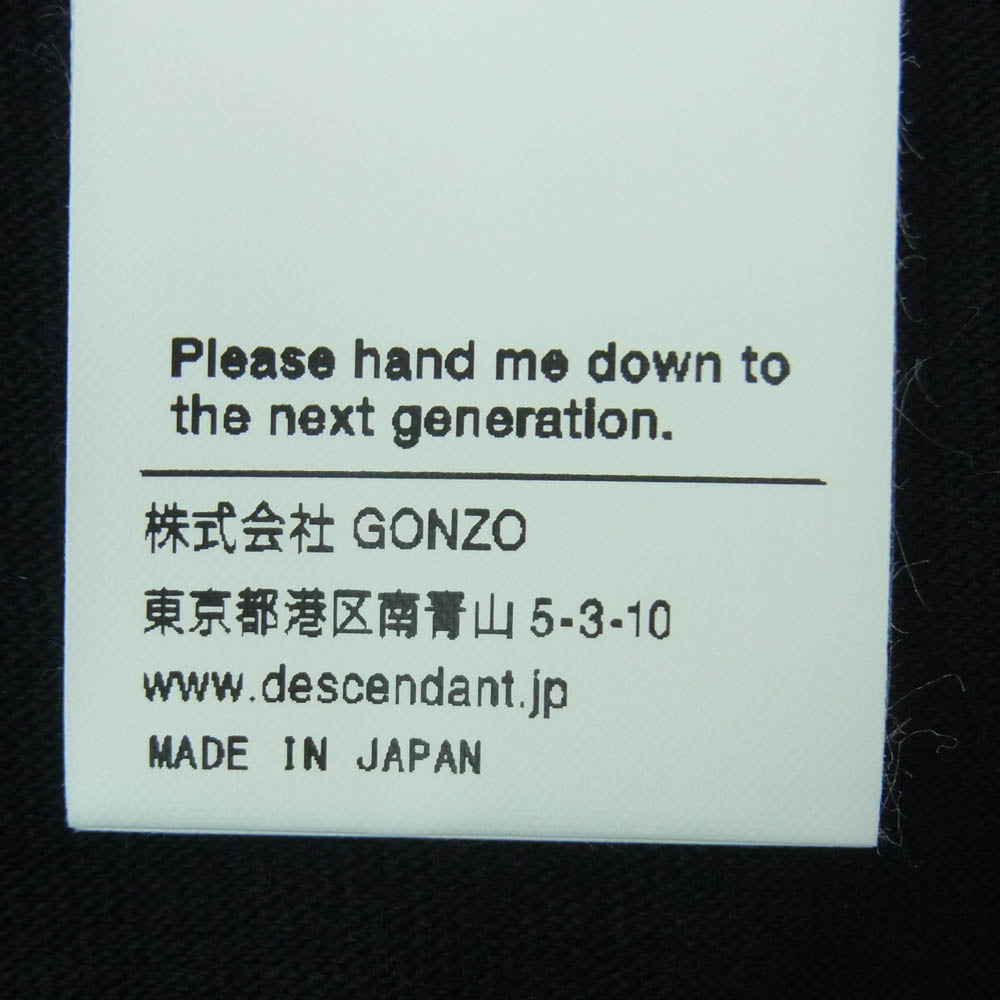 Please hand me down to
the next generation.
株式会社 GONZO
東京都港区南青山 5-3-10
www.descendant.jp
MADE IN JAPAN